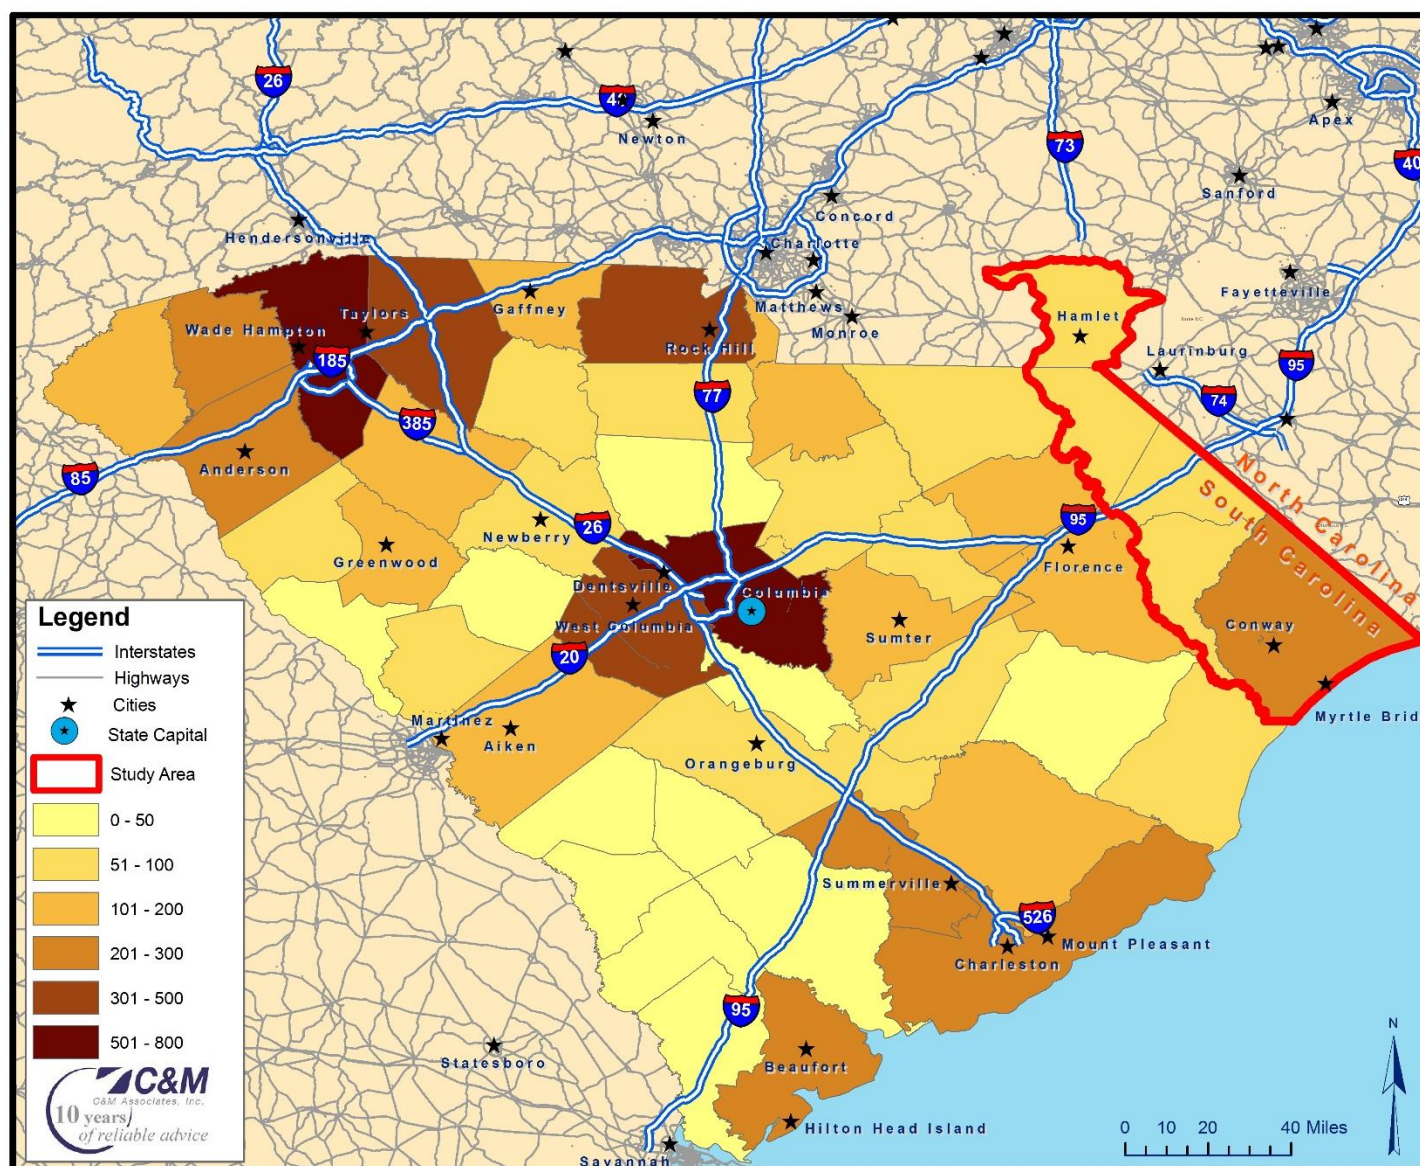 26
40
Newton
73
Apex
40
Sanford
Concord
Charlotte
Hendersonville
Fayetteville
Matthews
Monroe
Gaffney
Taylors
Wade Hampton
Hamlet
Rock Hill
Laurinburg
185
95
77
74
385
85
Anderson
North Carolina
South Carolina
Newberry
26
95
Greenwood
Florence
Dentsville
Columbia
West Columbia
Sumter
Conway
20
Martinez
Aiken
Orangeburg
Myrtle Brid
Summerville
526
Mount Pleasant
Charleston
95
Statesboro
Beaufort
Hilton Head Island
Savannah
Legend
Interstates
Highways
Cities
State Capital
Study Area
0 - 50
51 - 100
101 - 200
201 - 300
301 - 500
501 - 800
C&M
C&M Associates, Inc.
10 years
of reliable advice
N
0 10 20 40 Miles